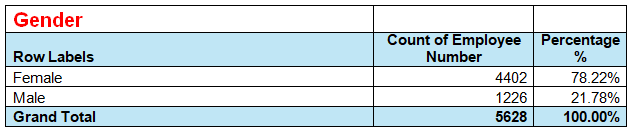 Gender
Row Labels Count of Employee Number Percentage %
Female 4402 78.22%
Male 1226 21.78%
Grand Total 5628 100.00%